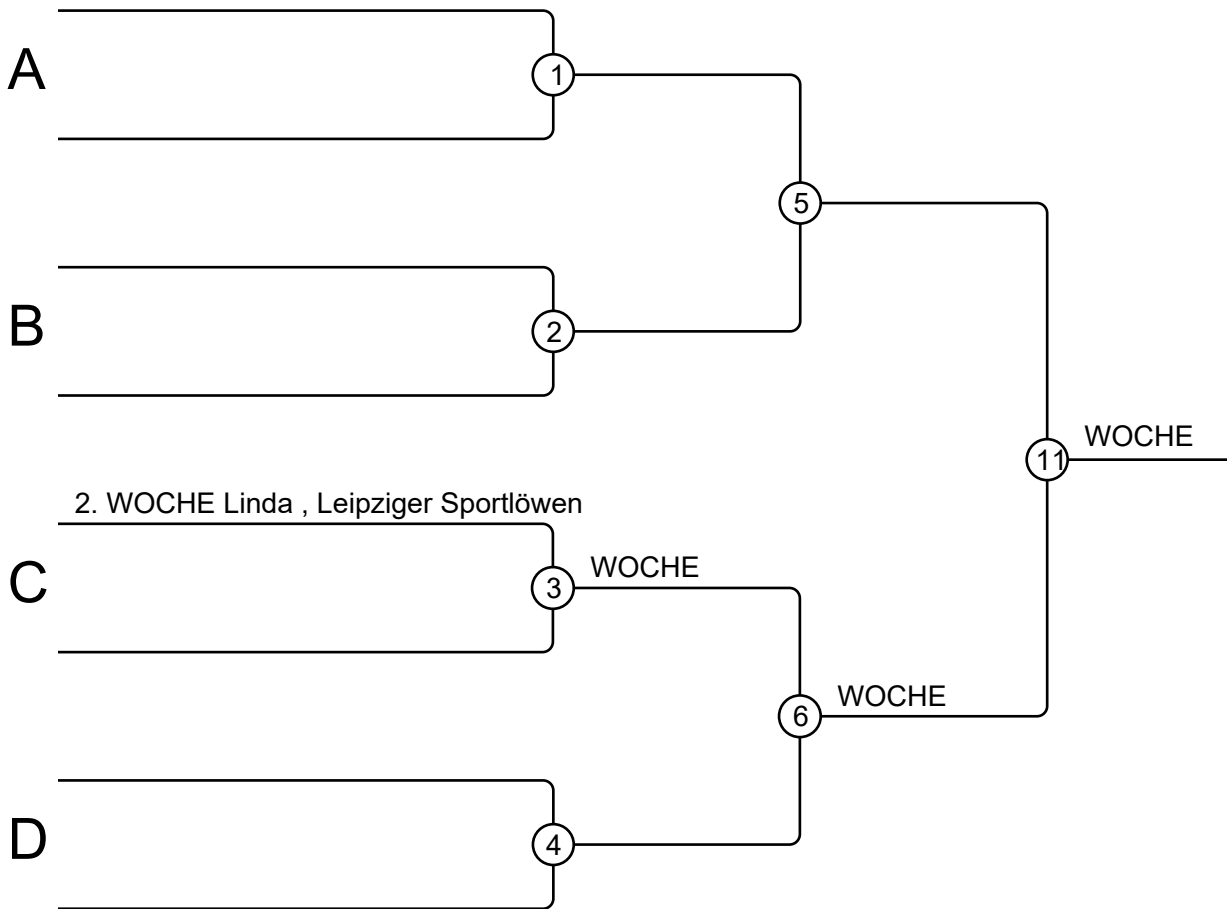 A
1
5
B
2
WOCHE
11
2. WOCHE Linda , Leipziger Sportlöwen
C
3
WOCHE
6
WOCHE
D
4